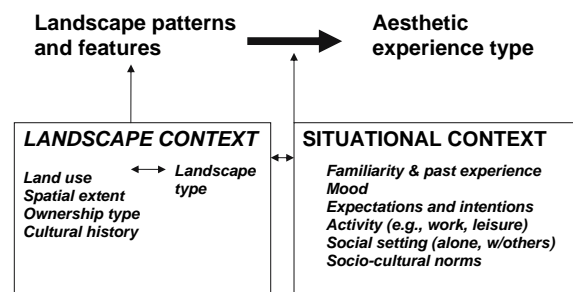 Landscape patterns
and features
Aesthetic
experience type
LANDSCAPE CONTEXT
Land use
Spatial extent
Ownership type
Cultural history
Landscape
type
SITUATIONAL CONTEXT
Familiarity & past experience
Mood
Expectations and intentions
Activity (e.g., work, leisure)
Social setting (alone, w/others)
Socio-cultural norms